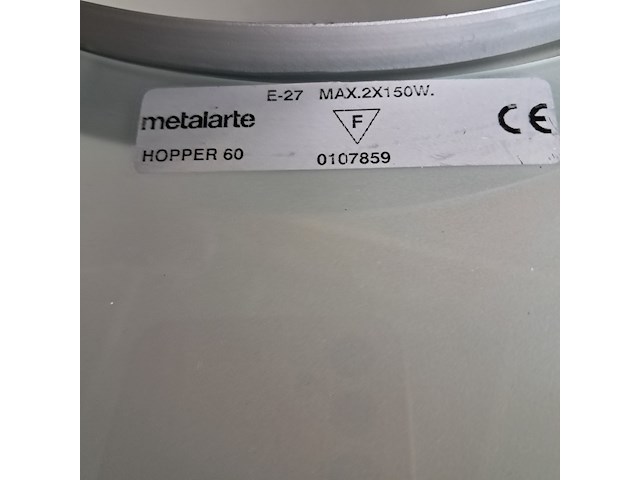 E-27 MAX.2X150W.
metalarte F CE
HOPPER 60 0107859